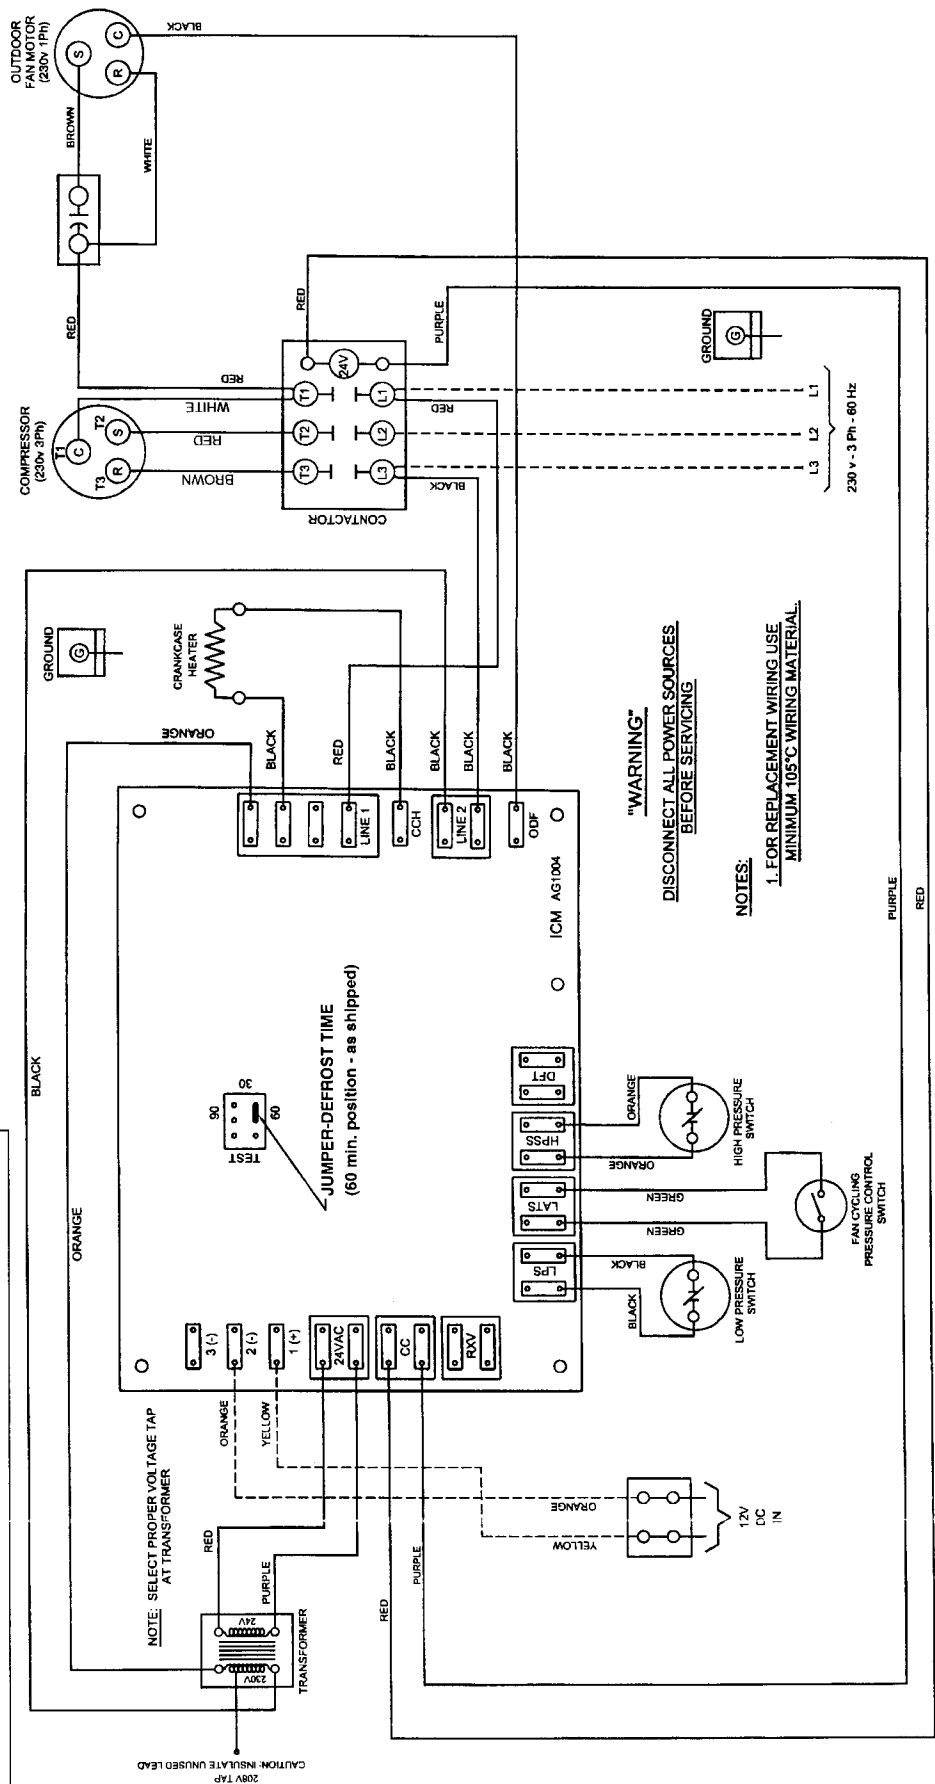 OUTDOOR
FAN MOTOR
(230v 1Ph)
S
C
R
BLACK
BROWN
WHITE
RED
COMPRESSOR
(230v 3Ph)
T1
C
T2
S
T3
R
RED
WHITE
RED
BROWN
T1
T2
T3
24V
L1
L2
L3
CONTACTOR
RED
PURPLE
RED
BLACK
GROUND
G
L1
L2
L3
230 v - 3 Ph - 60 Hz
GROUND
G
CRANKCASE
HEATER
ORANGE
BLACK
RED
BLACK
BLACK
BLACK
BLACK
LINE 1
CCH
LINE 2
ODF
ICM AG1004
BLACK
ORANGE
90
30
60
TEST
JUMPER-DEFROST TIME
(60 min. position - as shipped)
DFT
HPSS
LATS
LPS
ORANGE
ORANGE
HIGH PRESSURE
SWITCH
GREEN
GREEN
FAN CYCLING
PRESSURE CONTROL
SWITCH
BLACK
BLACK
LOW PRESSURE
SWITCH
3 (-)
2 (-)
1 (+)
24VAC
CC
RXV
"WARNING"
DISCONNECT ALL POWER SOURCES
BEFORE SERVICING
NOTES:
1. FOR REPLACEMENT WIRING USE
MINIMUM 105°C WIRING MATERIAL.
PURPLE
RED
NOTE: SELECT PROPER VOLTAGE TAP
AT TRANSFORMER
ORANGE
YELLOW
RED
PURPLE
24V
230V
TRANSFORMER
208V TAP
CAUTION: INSULATE UNUSED LEAD
RED
PURPLE
ORANGE
YELLOW
12V
DC
IN